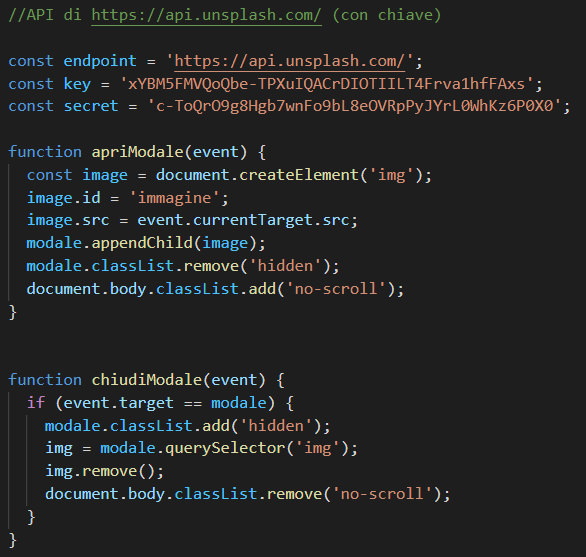 //API di https://api.unsplash.com/ (con chiave)
const endpoint = 'https://api.unsplash.com/';
const key = 'xYBM5FMVQoQbe-TPXuIQACrDIOTIILT4Frva1hfFAxs';
const secret = 'c-ToQrO9g8Hgb7wnFo9bL8eOVRpPyJYrL0WhKz6P0X0';
function apriModale(event) {
const image = document.createElement('img');
image.id = 'immagine';
image.src = event.currentTarget.src;
modale.appendChild(image);
modale.classList.remove('hidden');
document.body.classList.add('no-scroll');
}
function chiudiModale(event) {
if (event.target == modale) {
modale.classList.add('hidden');
img = modale.querySelector('img');
img.remove();
document.body.classList.remove('no-scroll');
}
}